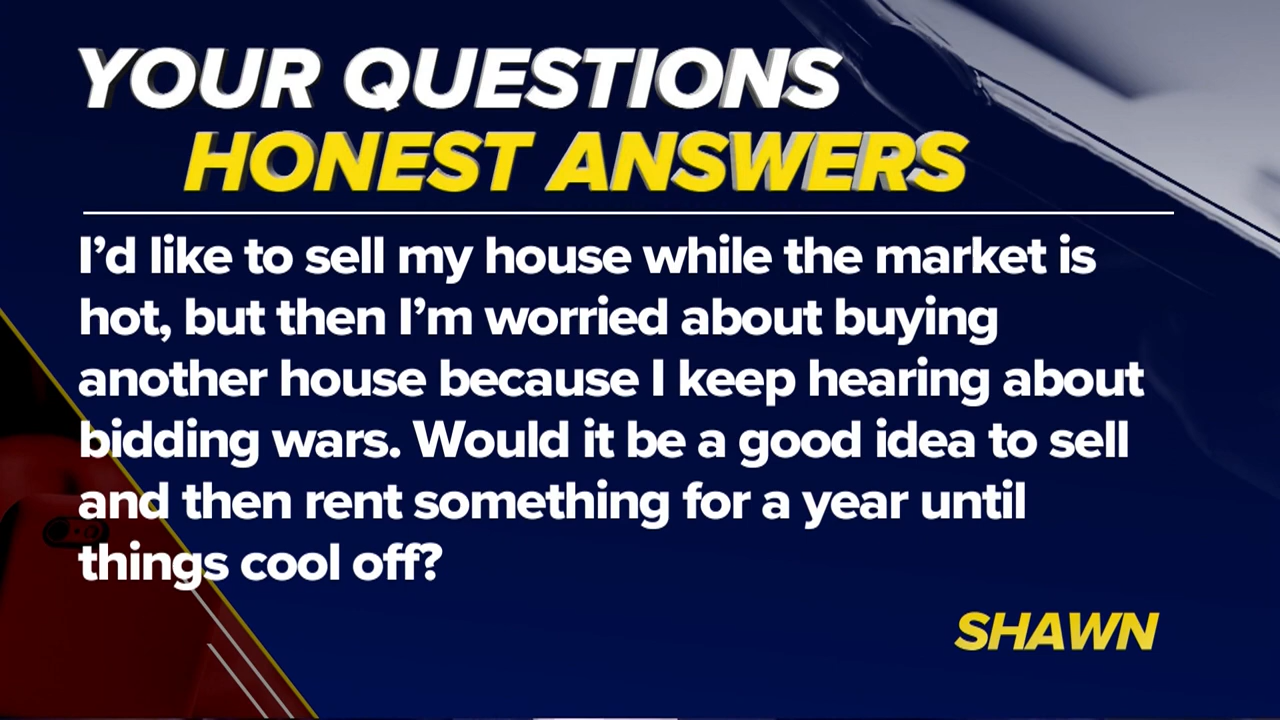 YOUR QUESTIONS
HONEST ANSWERS
I’d like to sell my house while the market is
hot, but then I’m worried about buying
another house because I keep hearing about
bidding wars. Would it be a good idea to sell
and then rent something for a year until
things cool off?
SHAWN